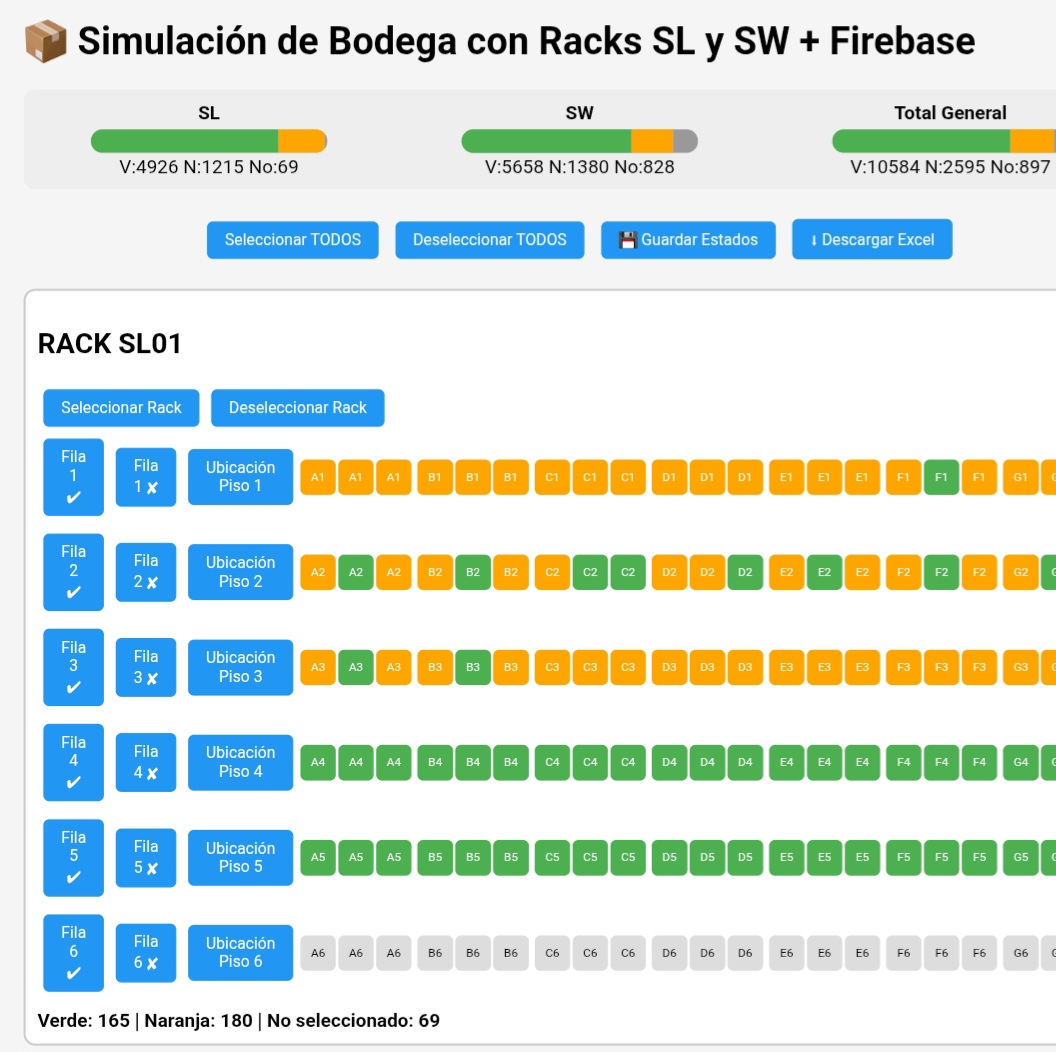 📦 Simulación de Bodega con Racks SL y SW + Firebase
SL SW Total General
V:4926 N:1215 No:69 V:5658 N:1380 No:828 V:10584 N:2595 No:897
Seleccionar TODOS Deseleccionar TODOS 💾 Guardar Estados ⬇ Descargar Excel
RACK SL01
Seleccionar Rack Deseleccionar Rack
Fila 1 ✔ Fila 1 ✘ Ubicación Piso 1 A1 A1 A1 B1 B1 B1 C1 C1 C1 D1 D1 D1 E1 E1 E1 F1 F1 F1 G1
Fila 2 ✔ Fila 2 ✘ Ubicación Piso 2 A2 A2 A2 B2 B2 B2 C2 C2 C2 D2 D2 D2 E2 E2 E2 F2 F2 F2 G2
Fila 3 ✔ Fila 3 ✘ Ubicación Piso 3 A3 A3 A3 B3 B3 B3 C3 C3 C3 D3 D3 D3 E3 E3 E3 F3 F3 F3 G3
Fila 4 ✔ Fila 4 ✘ Ubicación Piso 4 A4 A4 A4 B4 B4 B4 C4 C4 C4 D4 D4 D4 E4 E4 E4 F4 F4 F4 G4
Fila 5 ✔ Fila 5 ✘ Ubicación Piso 5 A5 A5 A5 B5 B5 B5 C5 C5 C5 D5 D5 D5 E5 E5 E5 F5 F5 F5 G5
Fila 6 ✔ Fila 6 ✘ Ubicación Piso 6 A6 A6 A6 B6 B6 B6 C6 C6 C6 D6 D6 D6 E6 E6 E6 F6 F6 F6 G6
Verde: 165 | Naranja: 180 | No seleccionado: 69